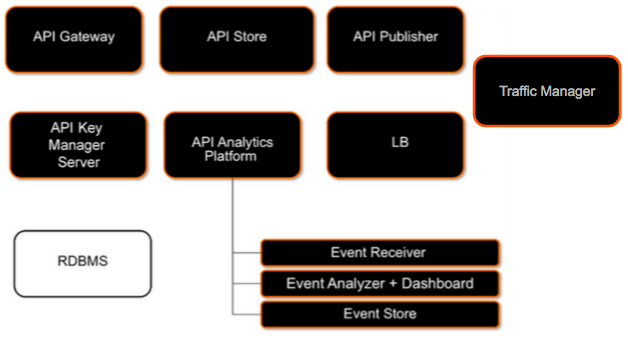 API Gateway
API Store
API Publisher
Traffic Manager
API Key
Manager
Server
API Analytics
Platform
LB
RDBMS
Event Receiver
Event Analyzer + Dashboard
Event Store